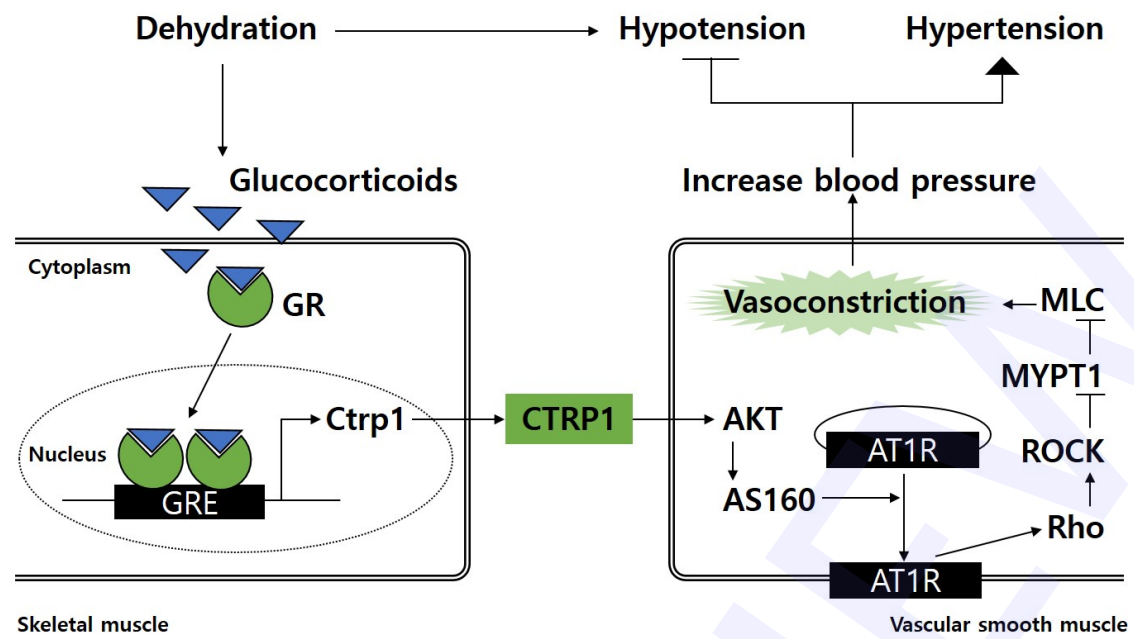 Dehydration
Hypotension
Hypertension
Glucocorticoids
Increase blood pressure
Cytoplasm
GR
Vasoconstriction
MLC
MYPT1
Ctrp1
CTRP1
AKT
AT1R
ROCK
Nucleus
GRE
AS160
Rho
AT1R
Skeletal muscle
Vascular smooth muscle